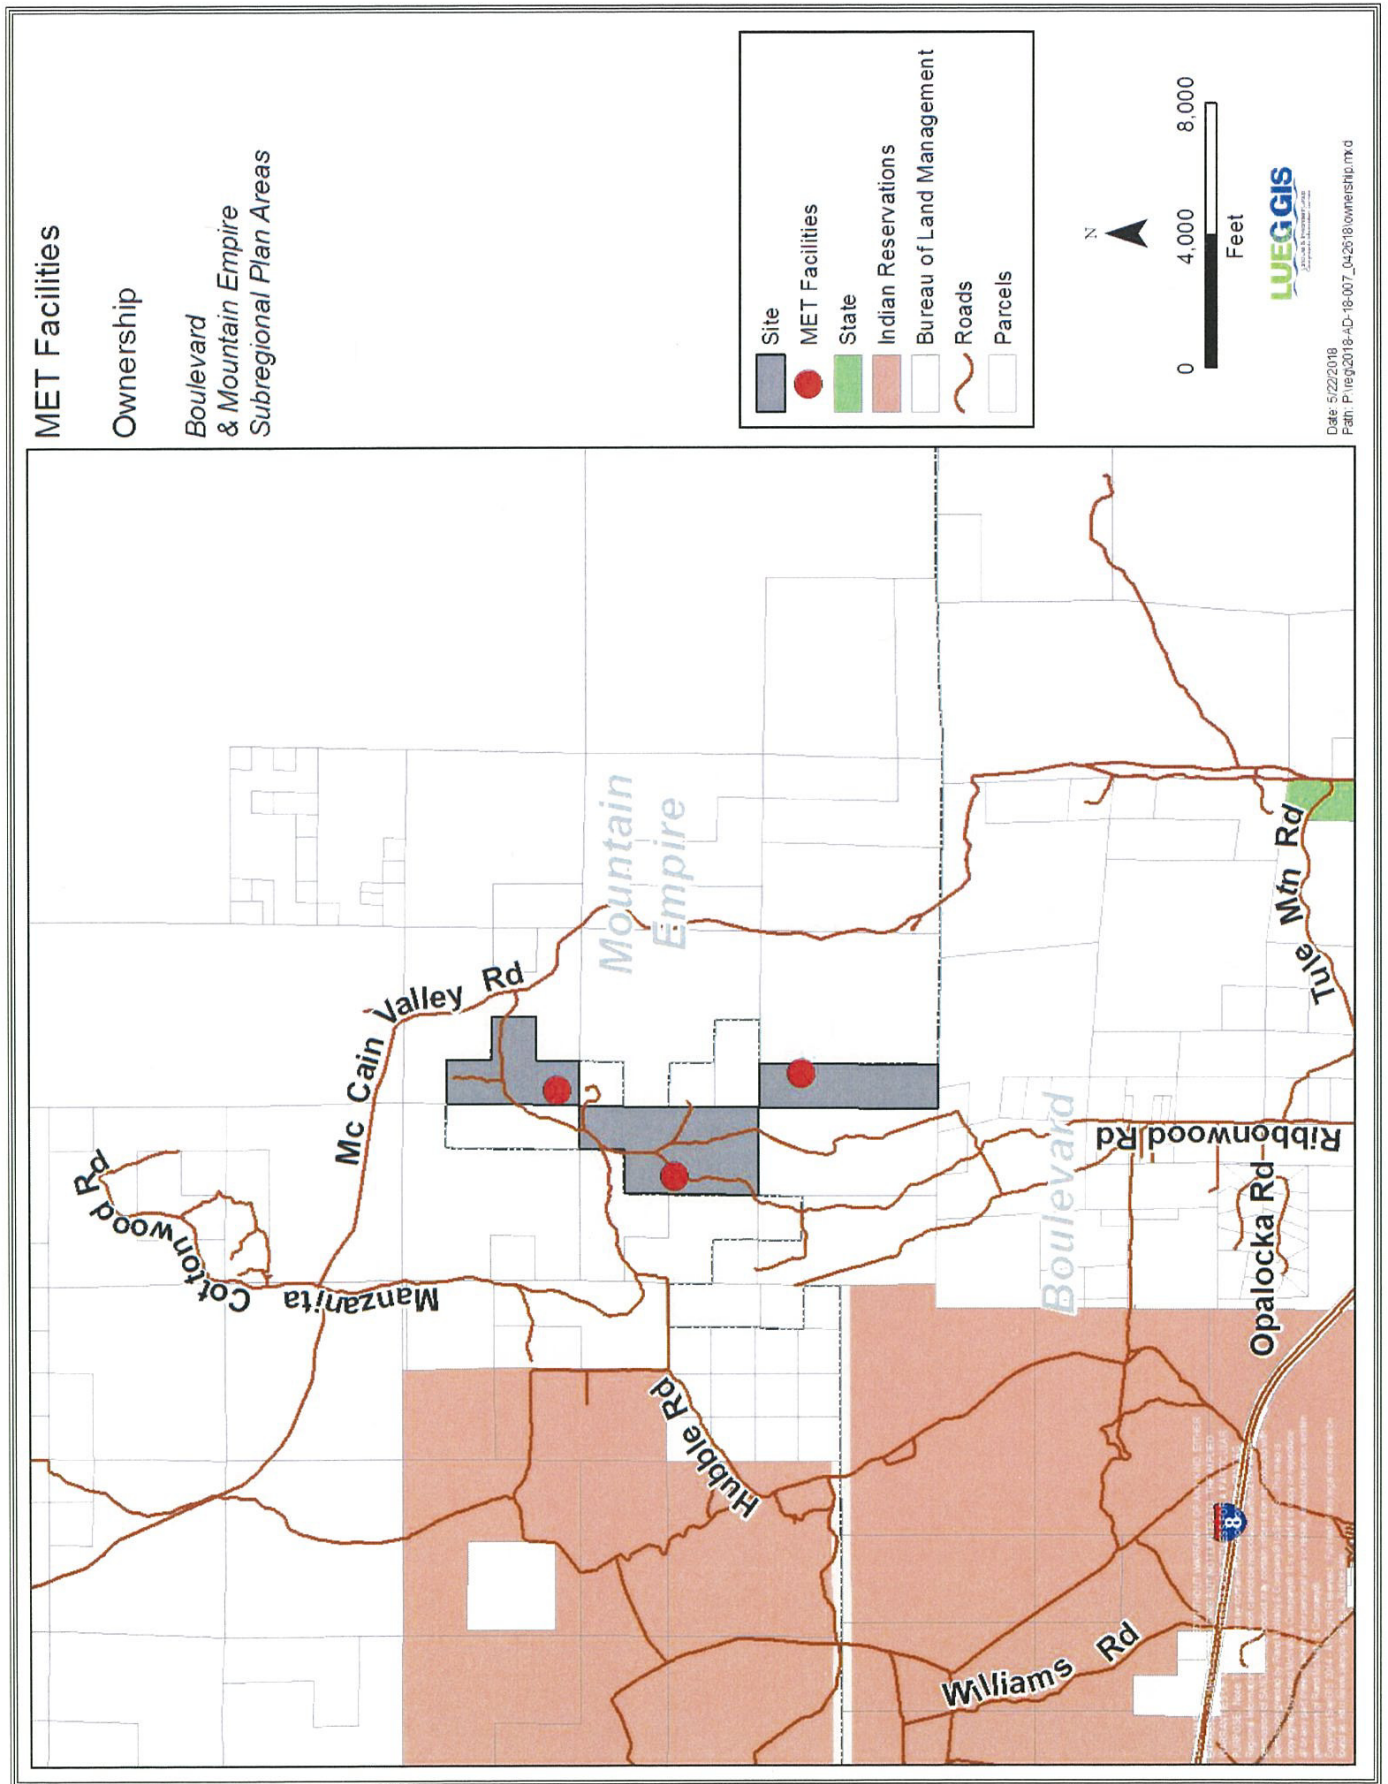 MET Facilities
Ownership
Boulevard
& Mountain Empire
Subregional Plan Areas
Site
MET Facilities
State
Indian Reservations
Bureau of Land Management
Roads
Parcels
N
0 4,000 8,000
Feet
LUEGGIS
Date: 5/22/2018
Path: P:\reg\2018-AD-18-007_042618\ownership.mxd
Cottonwood Rd
Manzanita
Mc Cain Valley Rd
Mountain
Empire
Hubble Rd
Boulevard
Ribbonwood Rd
Tule Mtn Rd
Opalocka Rd
Williams Rd
8